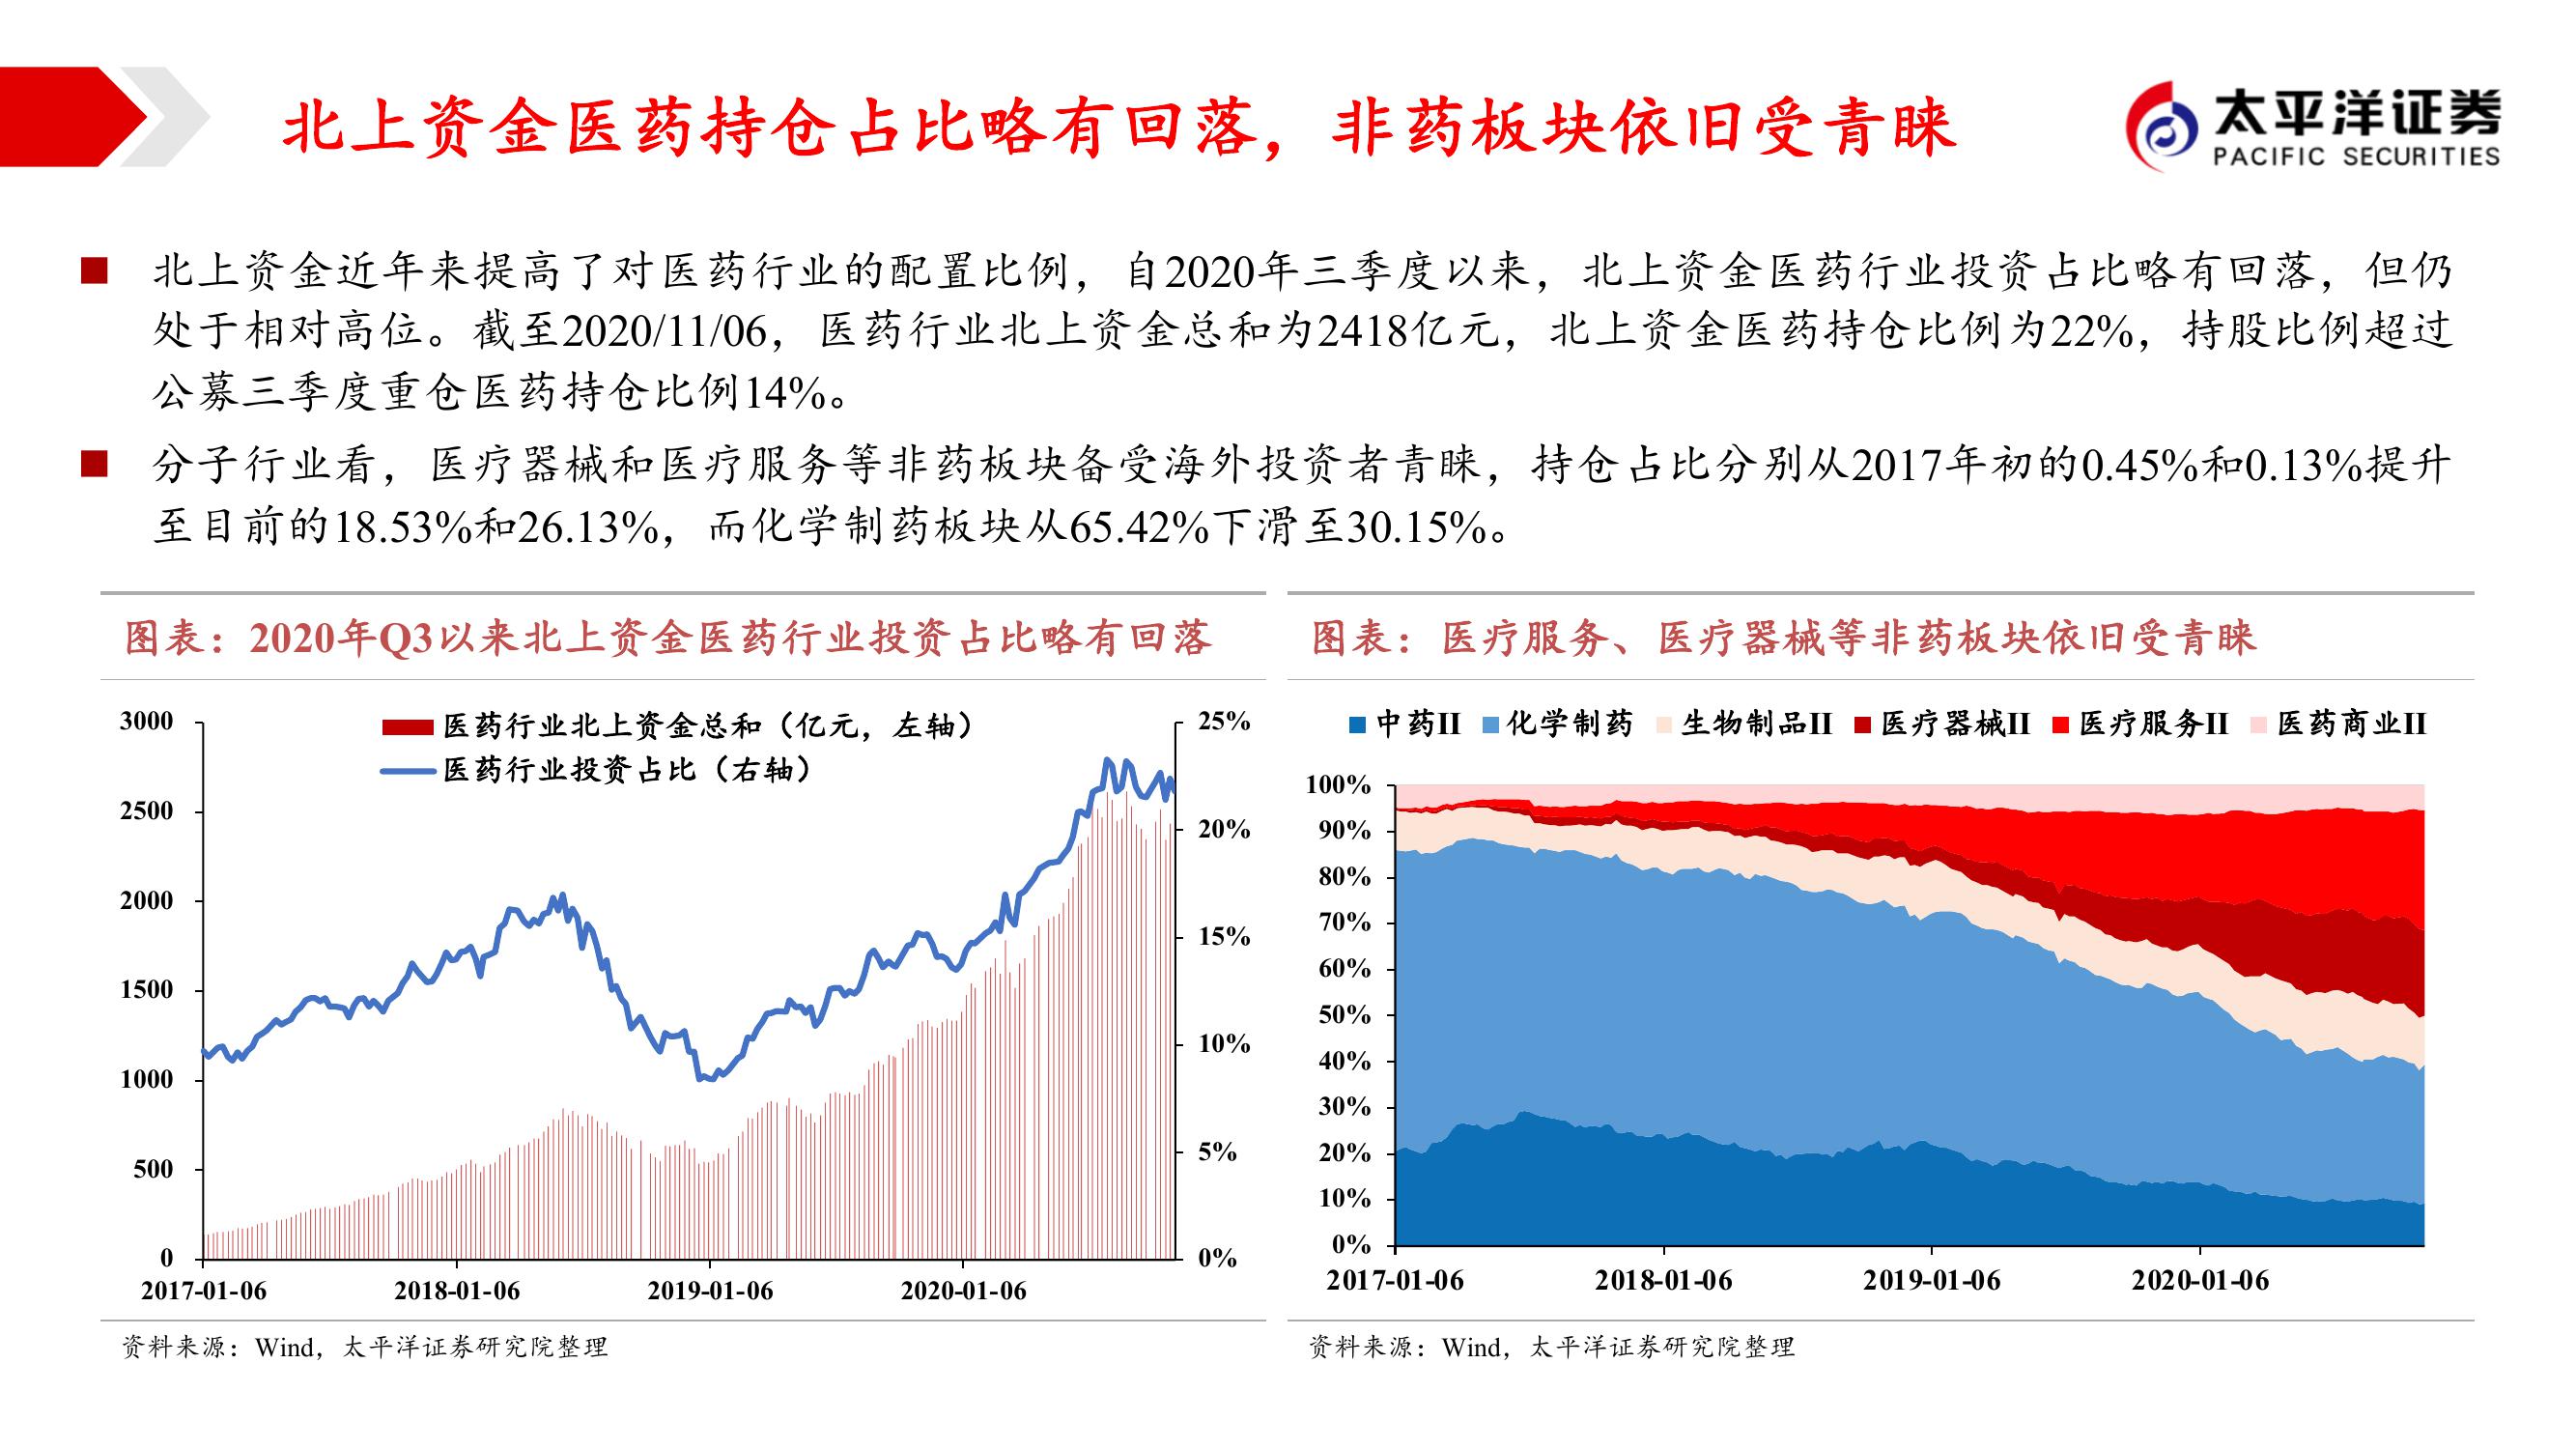 北上资金医药持仓占比略有回落，非药板块依旧受青睐
太平洋证券
PACIFIC SECURITIES
北上资金近年来提高了对医药行业的配置比例，自2020年三季度以来，北上资金医药行业投资占比略有回落，但仍
处于相对高位。截至2020/11/06，医药行业北上资金总和为2418亿元，北上资金医药持仓比例为22%，持股比例超过
公募三季度重仓医药持仓比例14%。
分子行业看，医疗器械和医疗服务等非药板块备受海外投资者青睐，持仓占比分别从2017年初的0.45%和0.13%提升
至目前的18.53%和26.13%，而化学制药板块从65.42%下滑至30.15%。
图表：2020年Q3以来北上资金医药行业投资占比略有回落
医药行业北上资金总和（亿元，左轴）
医药行业投资占比（右轴）
3000
2500
2000
1500
1000
500
0
25%
20%
15%
10%
5%
0%
2017-01-06 2018-01-06 2019-01-06 2020-01-06
资料来源：Wind，太平洋证券研究院整理
图表：医疗服务、医疗器械等非药板块依旧受青睐
中药II 化学制药 生物制品II 医疗器械II 医疗服务II 医药商业II
100%
90%
80%
70%
60%
50%
40%
30%
20%
10%
0%
2017-01-06 2018-01-06 2019-01-06 2020-01-06
资料来源：Wind，太平洋证券研究院整理